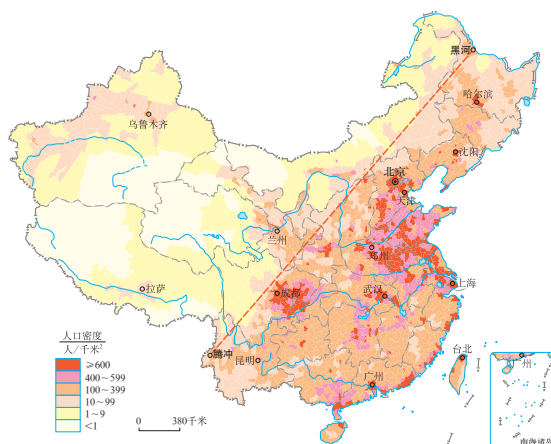 黑河
哈尔滨
乌鲁木齐
沈阳
北京
天津
兰州
郑州
拉萨
成都
武汉
上海
腾冲
昆明
台北
广州
人口密度
人/千米²
≥600
400~599
100~399
10~99
1~9
<1
0 380千米
州
南海诸岛